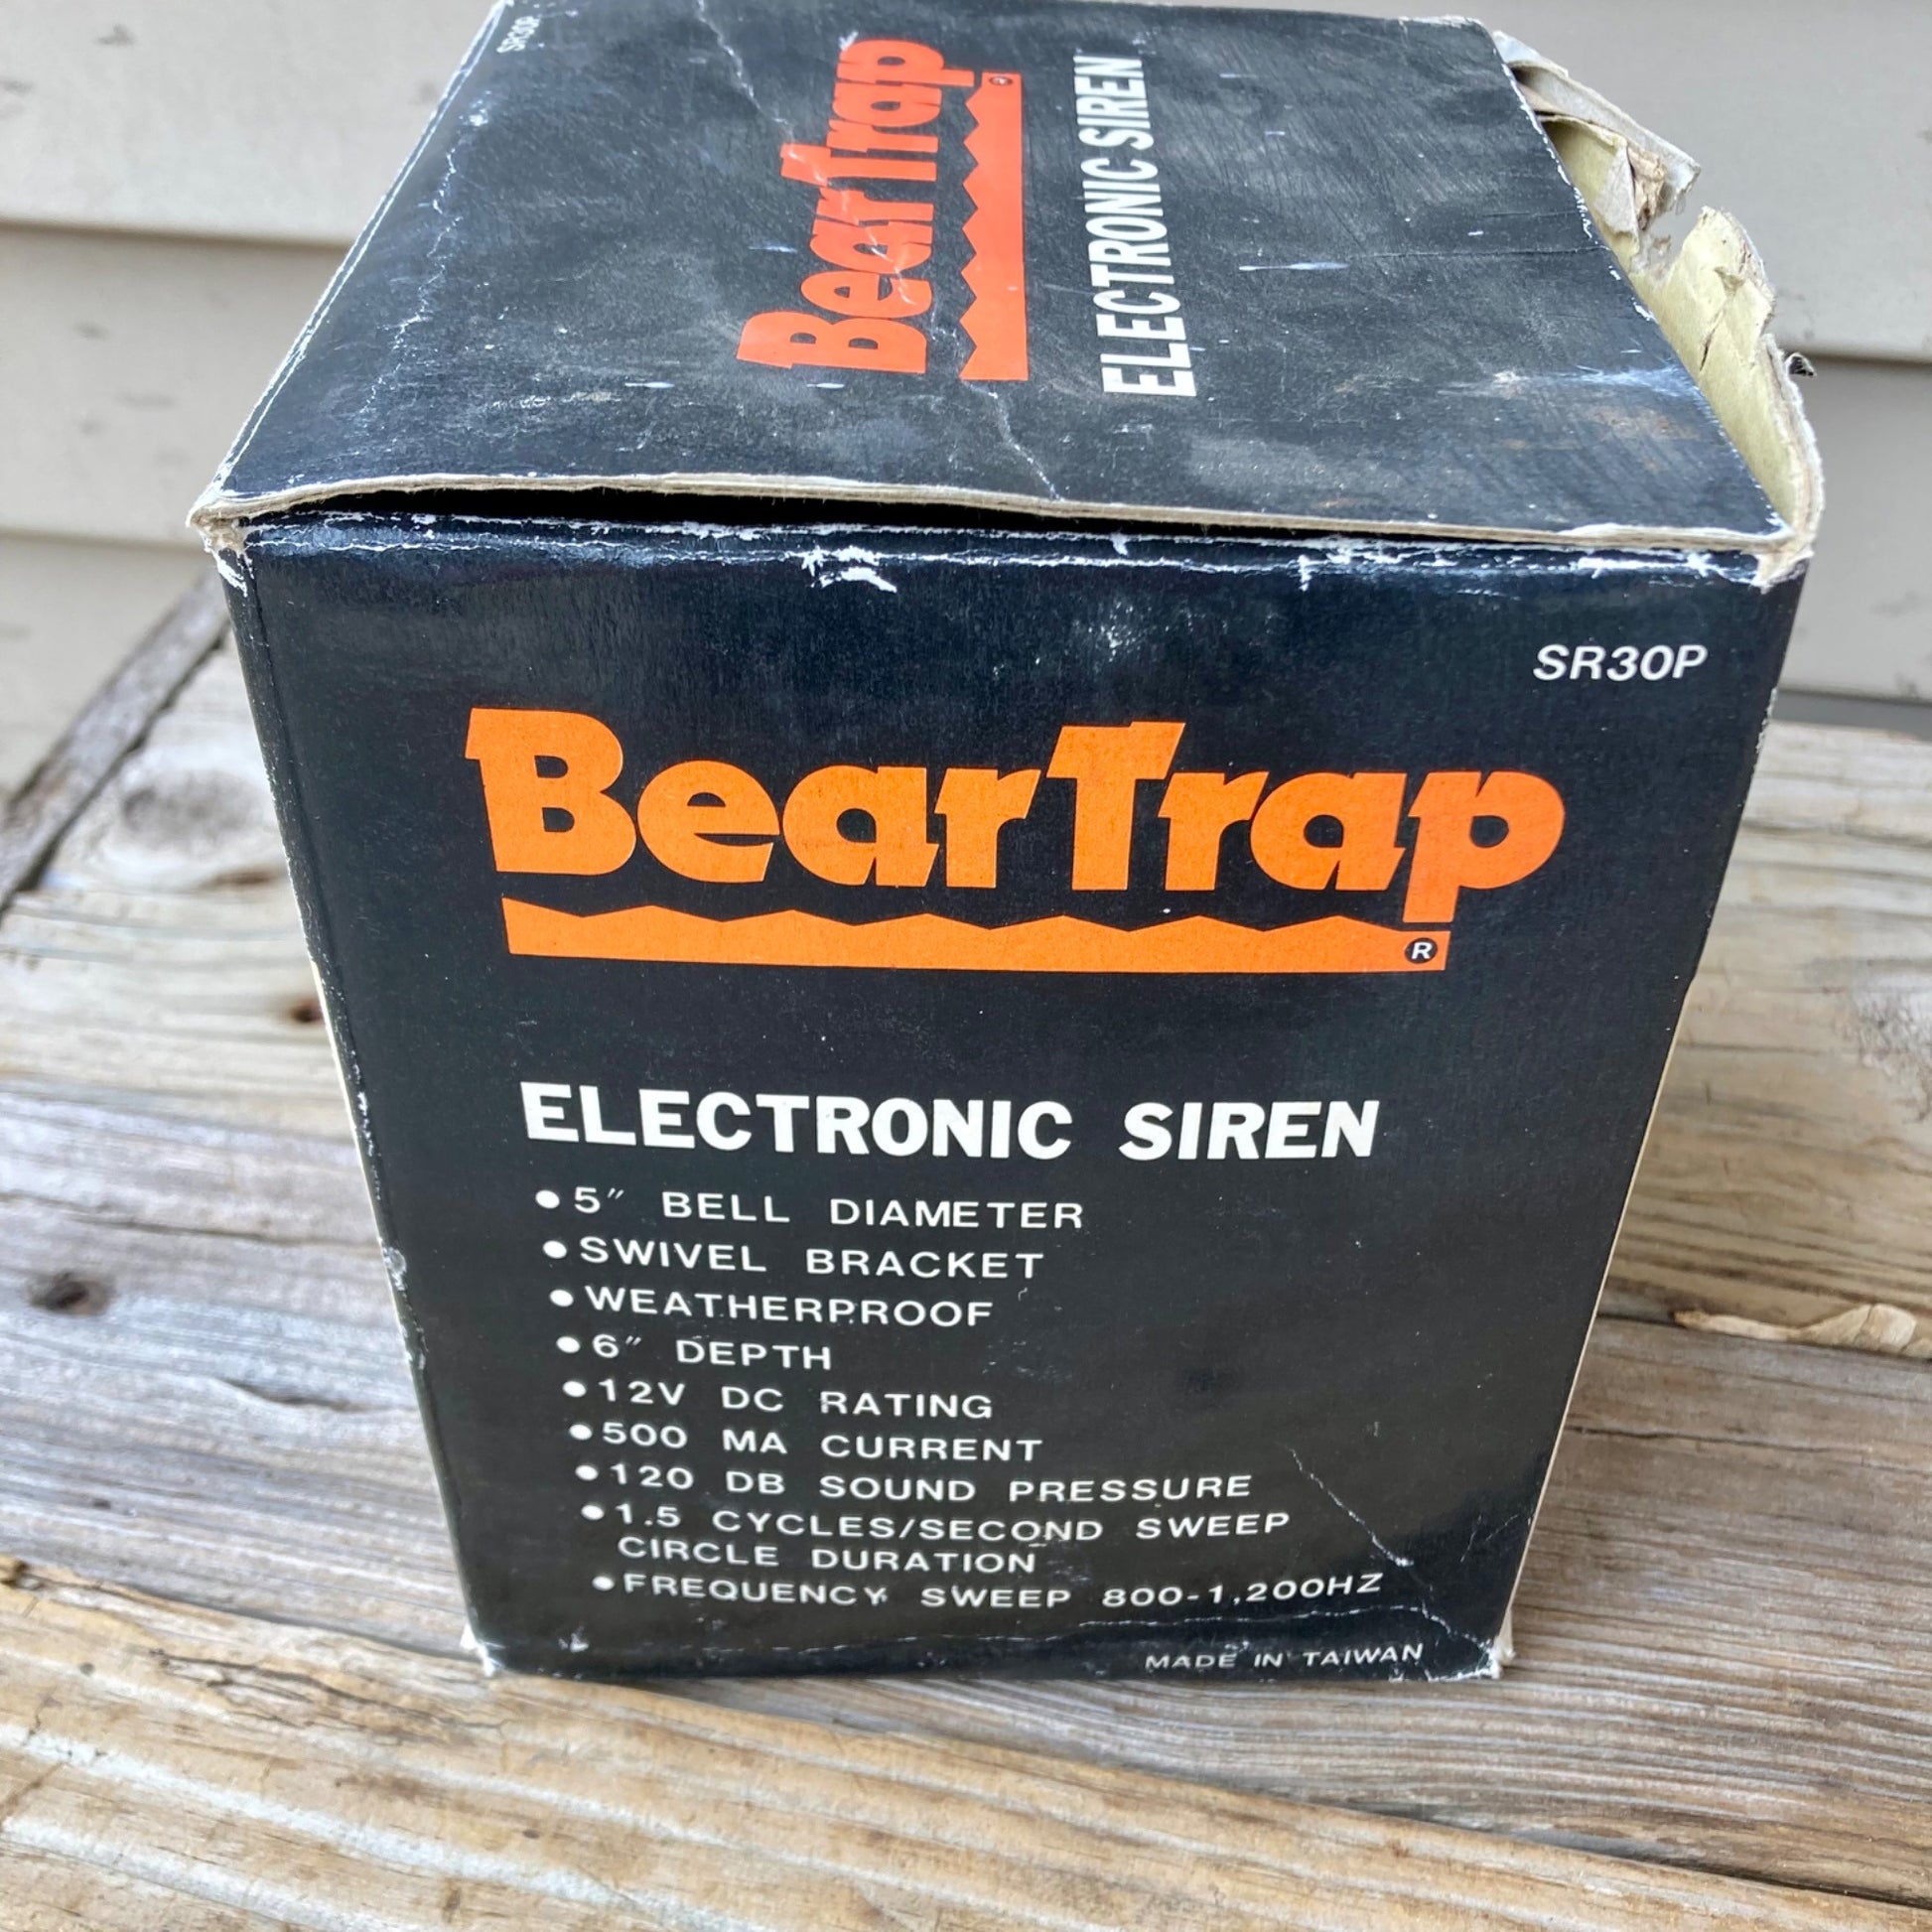 SR30P
BearTrap®
ELECTRONIC SIREN
SR30P
BearTrap
®
ELECTRONIC SIREN
● 5" BELL DIAMETER
● SWIVEL BRACKET
● WEATHERPROOF
● 6" DEPTH
● 12V DC RATING
● 500 MA CURRENT
● 120 DB SOUND PRESSURE
● 1.5 CYCLES/SECOND SWEEP
CIRCLE DURATION
● FREQUENCY SWEEP 800-1,200HZ
MADE IN TAIWAN